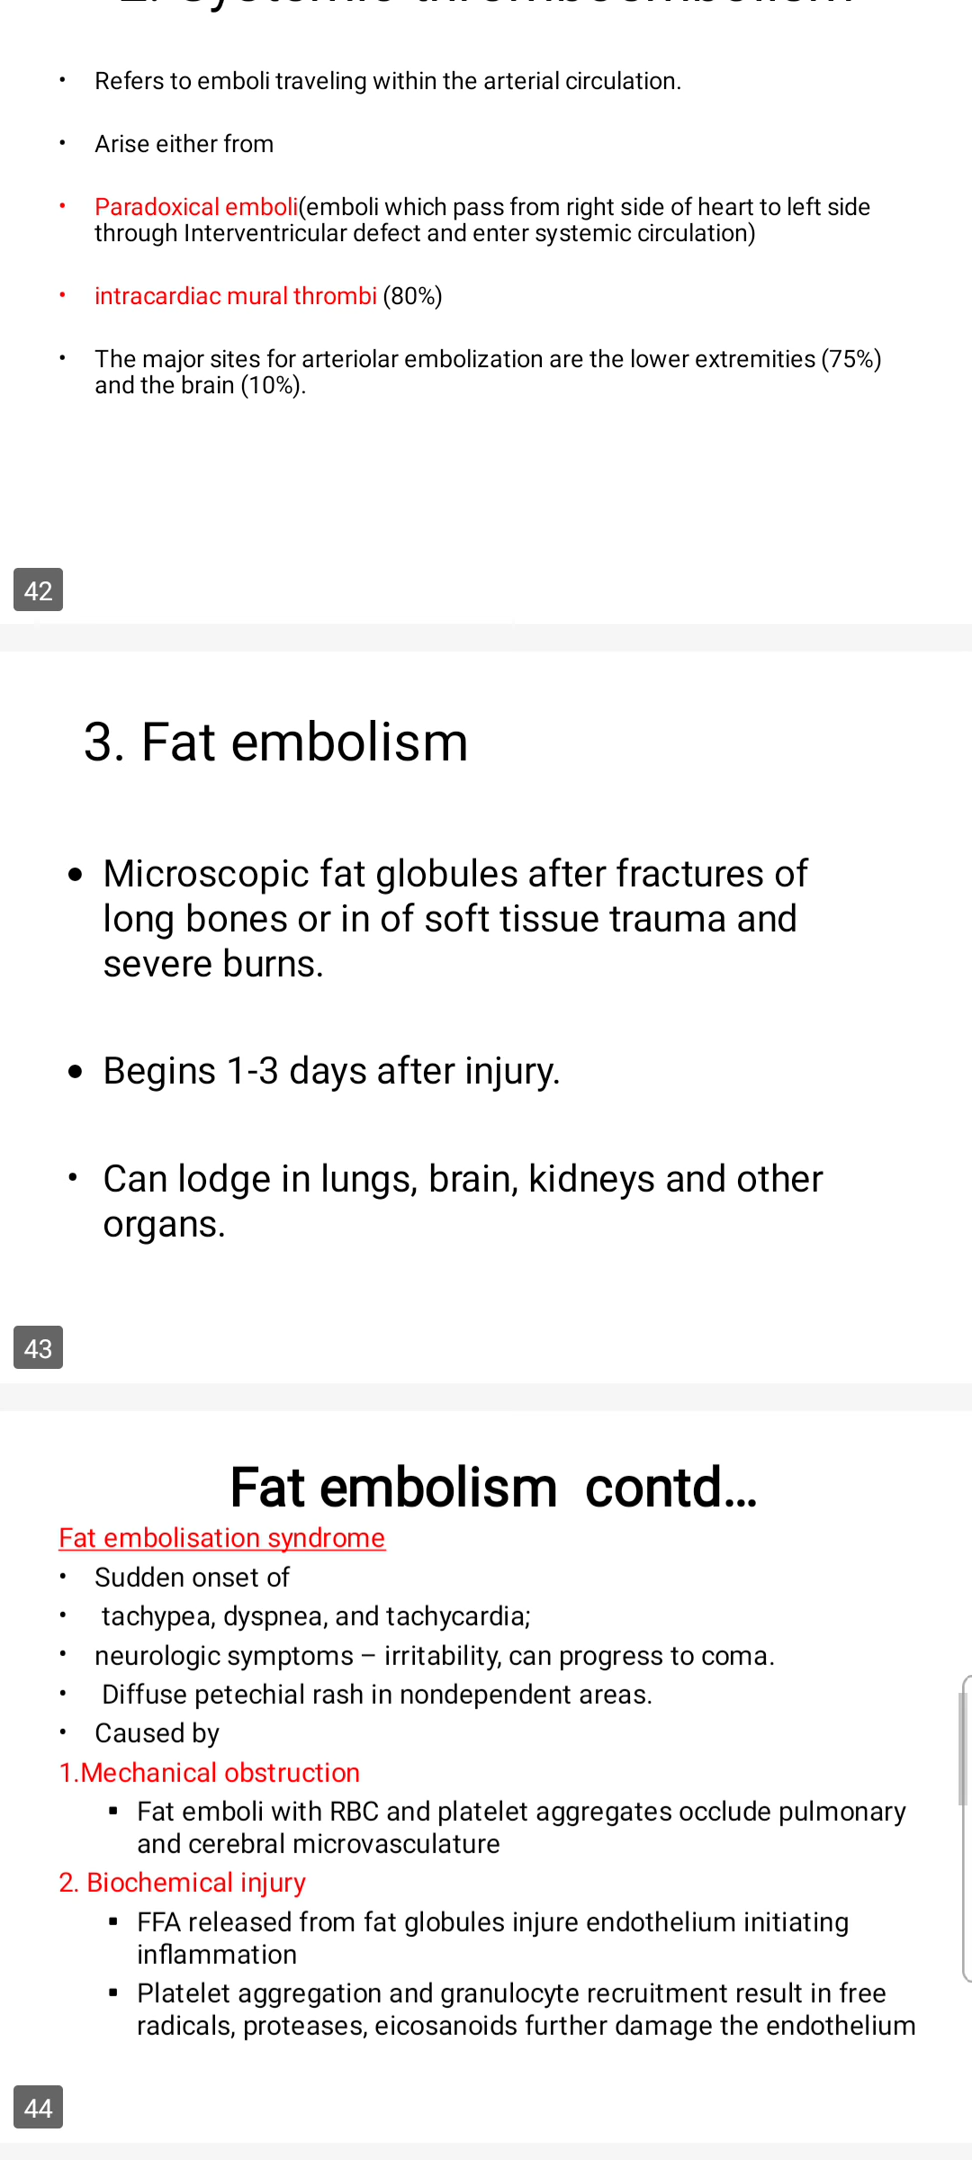 2. Systemic thromboembolism
• Refers to emboli traveling within the arterial circulation.
• Arise either from
• Paradoxical emboli(emboli which pass from right side of heart to left side
through Interventricular defect and enter systemic circulation)
• intracardiac mural thrombi (80%)
• The major sites for arteriolar embolization are the lower extremities (75%)
and the brain (10%).
42
3. Fat embolism
• Microscopic fat globules after fractures of
long bones or in of soft tissue trauma and
severe burns.
• Begins 1-3 days after injury.
• Can lodge in lungs, brain, kidneys and other
organs.
43
Fat embolism contd...
Fat embolisation syndrome
• Sudden onset of
• tachypea, dyspnea, and tachycardia;
• neurologic symptoms – irritability, can progress to coma.
• Diffuse petechial rash in nondependent areas.
• Caused by
1.Mechanical obstruction
▪ Fat emboli with RBC and platelet aggregates occlude pulmonary
and cerebral microvasculature
2. Biochemical injury
▪ FFA released from fat globules injure endothelium initiating
inflammation
▪ Platelet aggregation and granulocyte recruitment result in free
radicals, proteases, eicosanoids further damage the endothelium
44